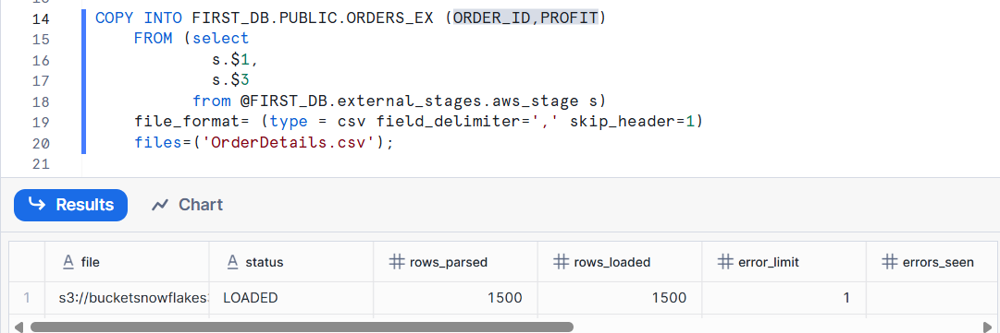 14 COPY INTO FIRST_DB.PUBLIC.ORDERS_EX (ORDER_ID,PROFIT)
15 FROM (select
16 s.$1,
17 s.$3
18 from @FIRST_DB.external_stages.aws_stage s)
19 file_format= (type = csv field_delimiter=',' skip_header=1)
20 files=('OrderDetails.csv');
21
Results Chart
A file A status # rows_parsed # rows_loaded # error_limit # errors_seen
1 s3://bucketsnowflakes LOADED 1500 1500 1